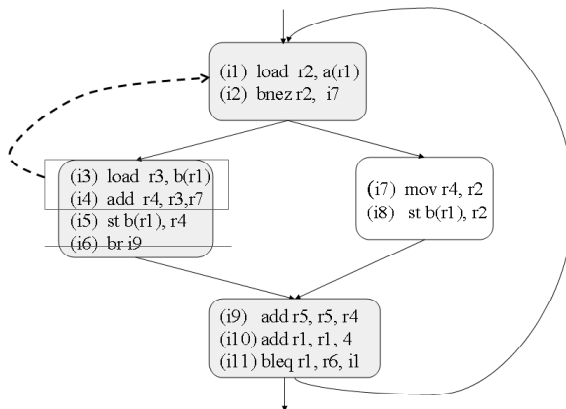 (i1) load r2, a(r1)
(i2) bnez r2, i7
(i3) load r3, b(r1)
(i4) add r4, r3,r7
(i5) st b(r1), r4
(i6) br i9
(i7) mov r4, r2
(i8) st b(r1), r2
(i9) add r5, r5, r4
(i10) add r1, r1, 4
(i11) bleq r1, r6, i1